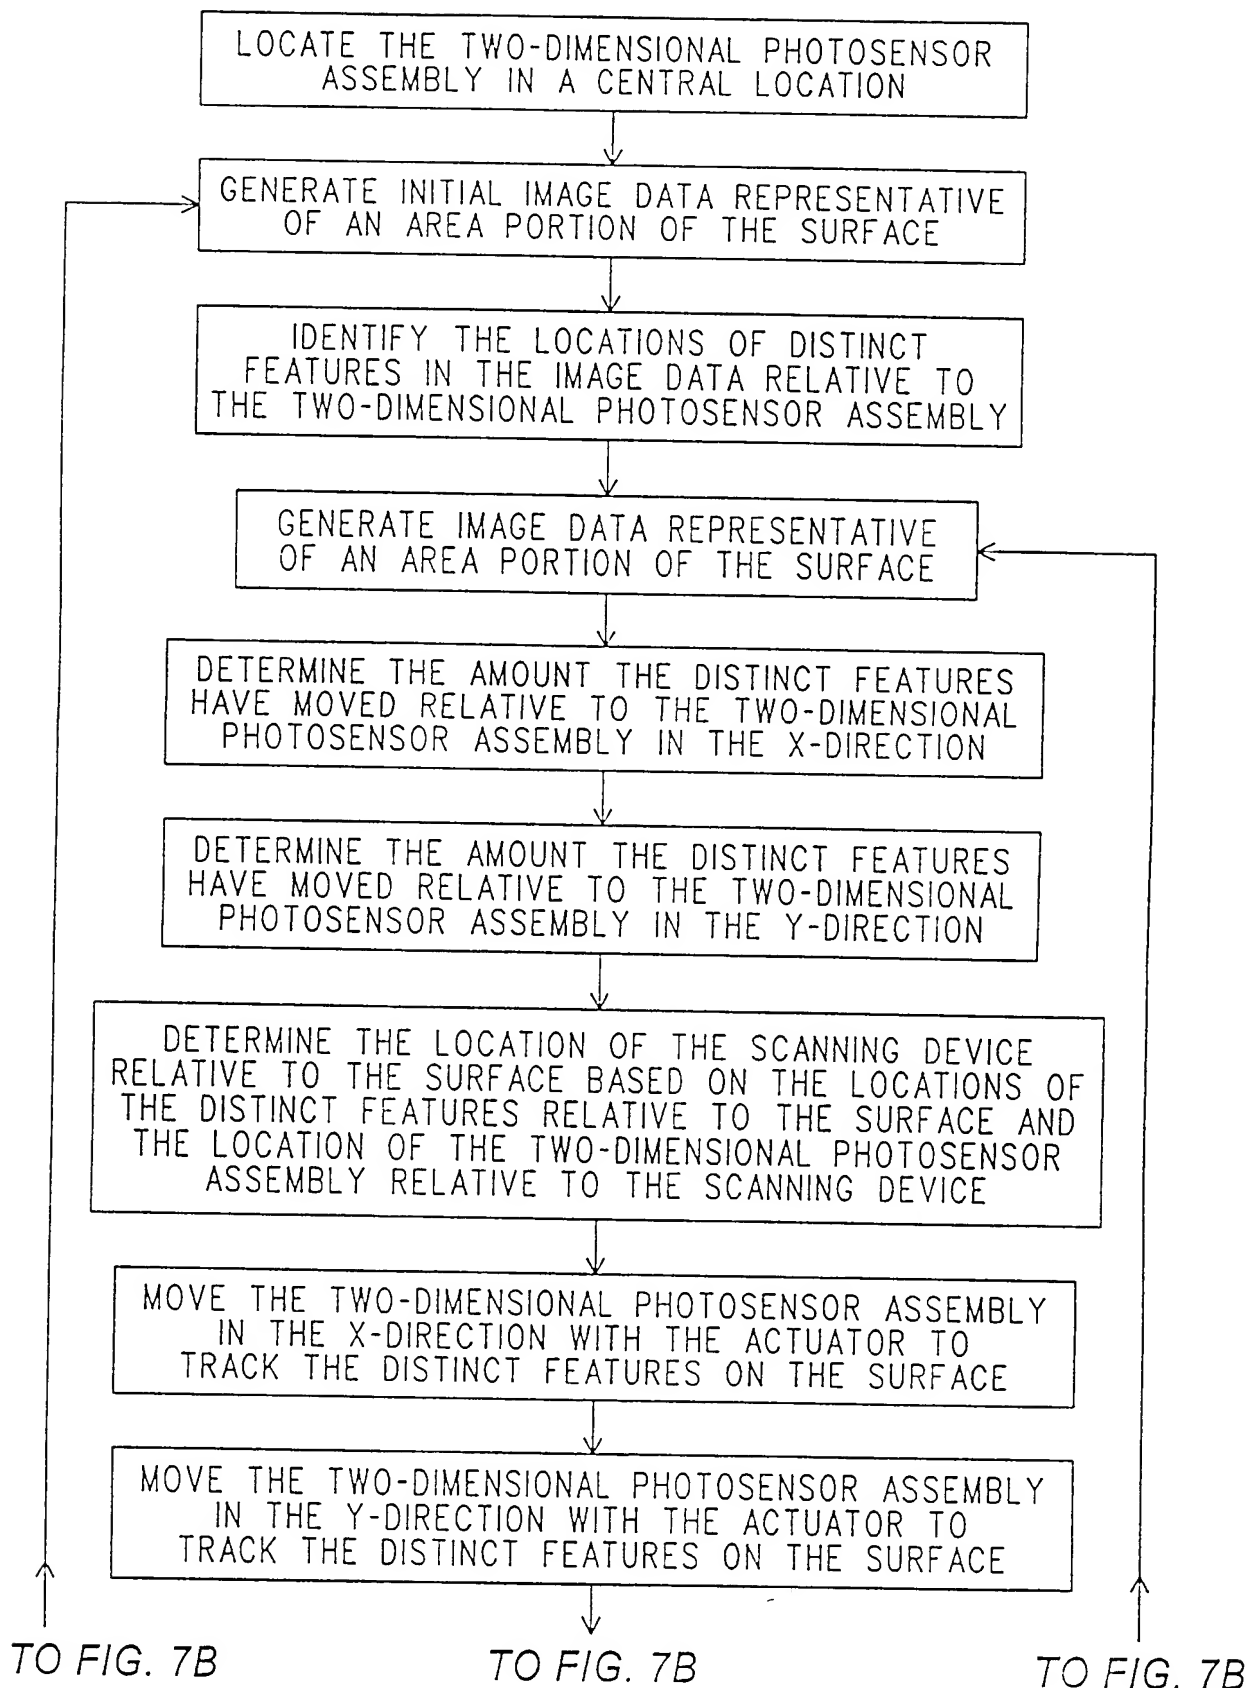 LOCATE THE TWO-DIMENSIONAL PHOTOSENSOR
ASSEMBLY IN A CENTRAL LOCATION
GENERATE INITIAL IMAGE DATA REPRESENTATIVE
OF AN AREA PORTION OF THE SURFACE
IDENTIFY THE LOCATIONS OF DISTINCT
FEATURES IN THE IMAGE DATA RELATIVE TO
THE TWO-DIMENSIONAL PHOTOSENSOR ASSEMBLY
GENERATE IMAGE DATA REPRESENTATIVE
OF AN AREA PORTION OF THE SURFACE
DETERMINE THE AMOUNT THE DISTINCT FEATURES
HAVE MOVED RELATIVE TO THE TWO-DIMENSIONAL
PHOTOSENSOR ASSEMBLY IN THE X-DIRECTION
DETERMINE THE AMOUNT THE DISTINCT FEATURES
HAVE MOVED RELATIVE TO THE TWO-DIMENSIONAL
PHOTOSENSOR ASSEMBLY IN THE Y-DIRECTION
DETERMINE THE LOCATION OF THE SCANNING DEVICE
RELATIVE TO THE SURFACE BASED ON THE LOCATIONS OF
THE DISTINCT FEATURES RELATIVE TO THE SURFACE AND
THE LOCATION OF THE TWO-DIMENSIONAL PHOTOSENSOR
ASSEMBLY RELATIVE TO THE SCANNING DEVICE
MOVE THE TWO-DIMENSIONAL PHOTOSENSOR ASSEMBLY
IN THE X-DIRECTION WITH THE ACTUATOR TO
TRACK THE DISTINCT FEATURES ON THE SURFACE
MOVE THE TWO-DIMENSIONAL PHOTOSENSOR ASSEMBLY
IN THE Y-DIRECTION WITH THE ACTUATOR TO
TRACK THE DISTINCT FEATURES ON THE SURFACE
TO FIG. 7B
TO FIG. 7B
TO FIG. 7B